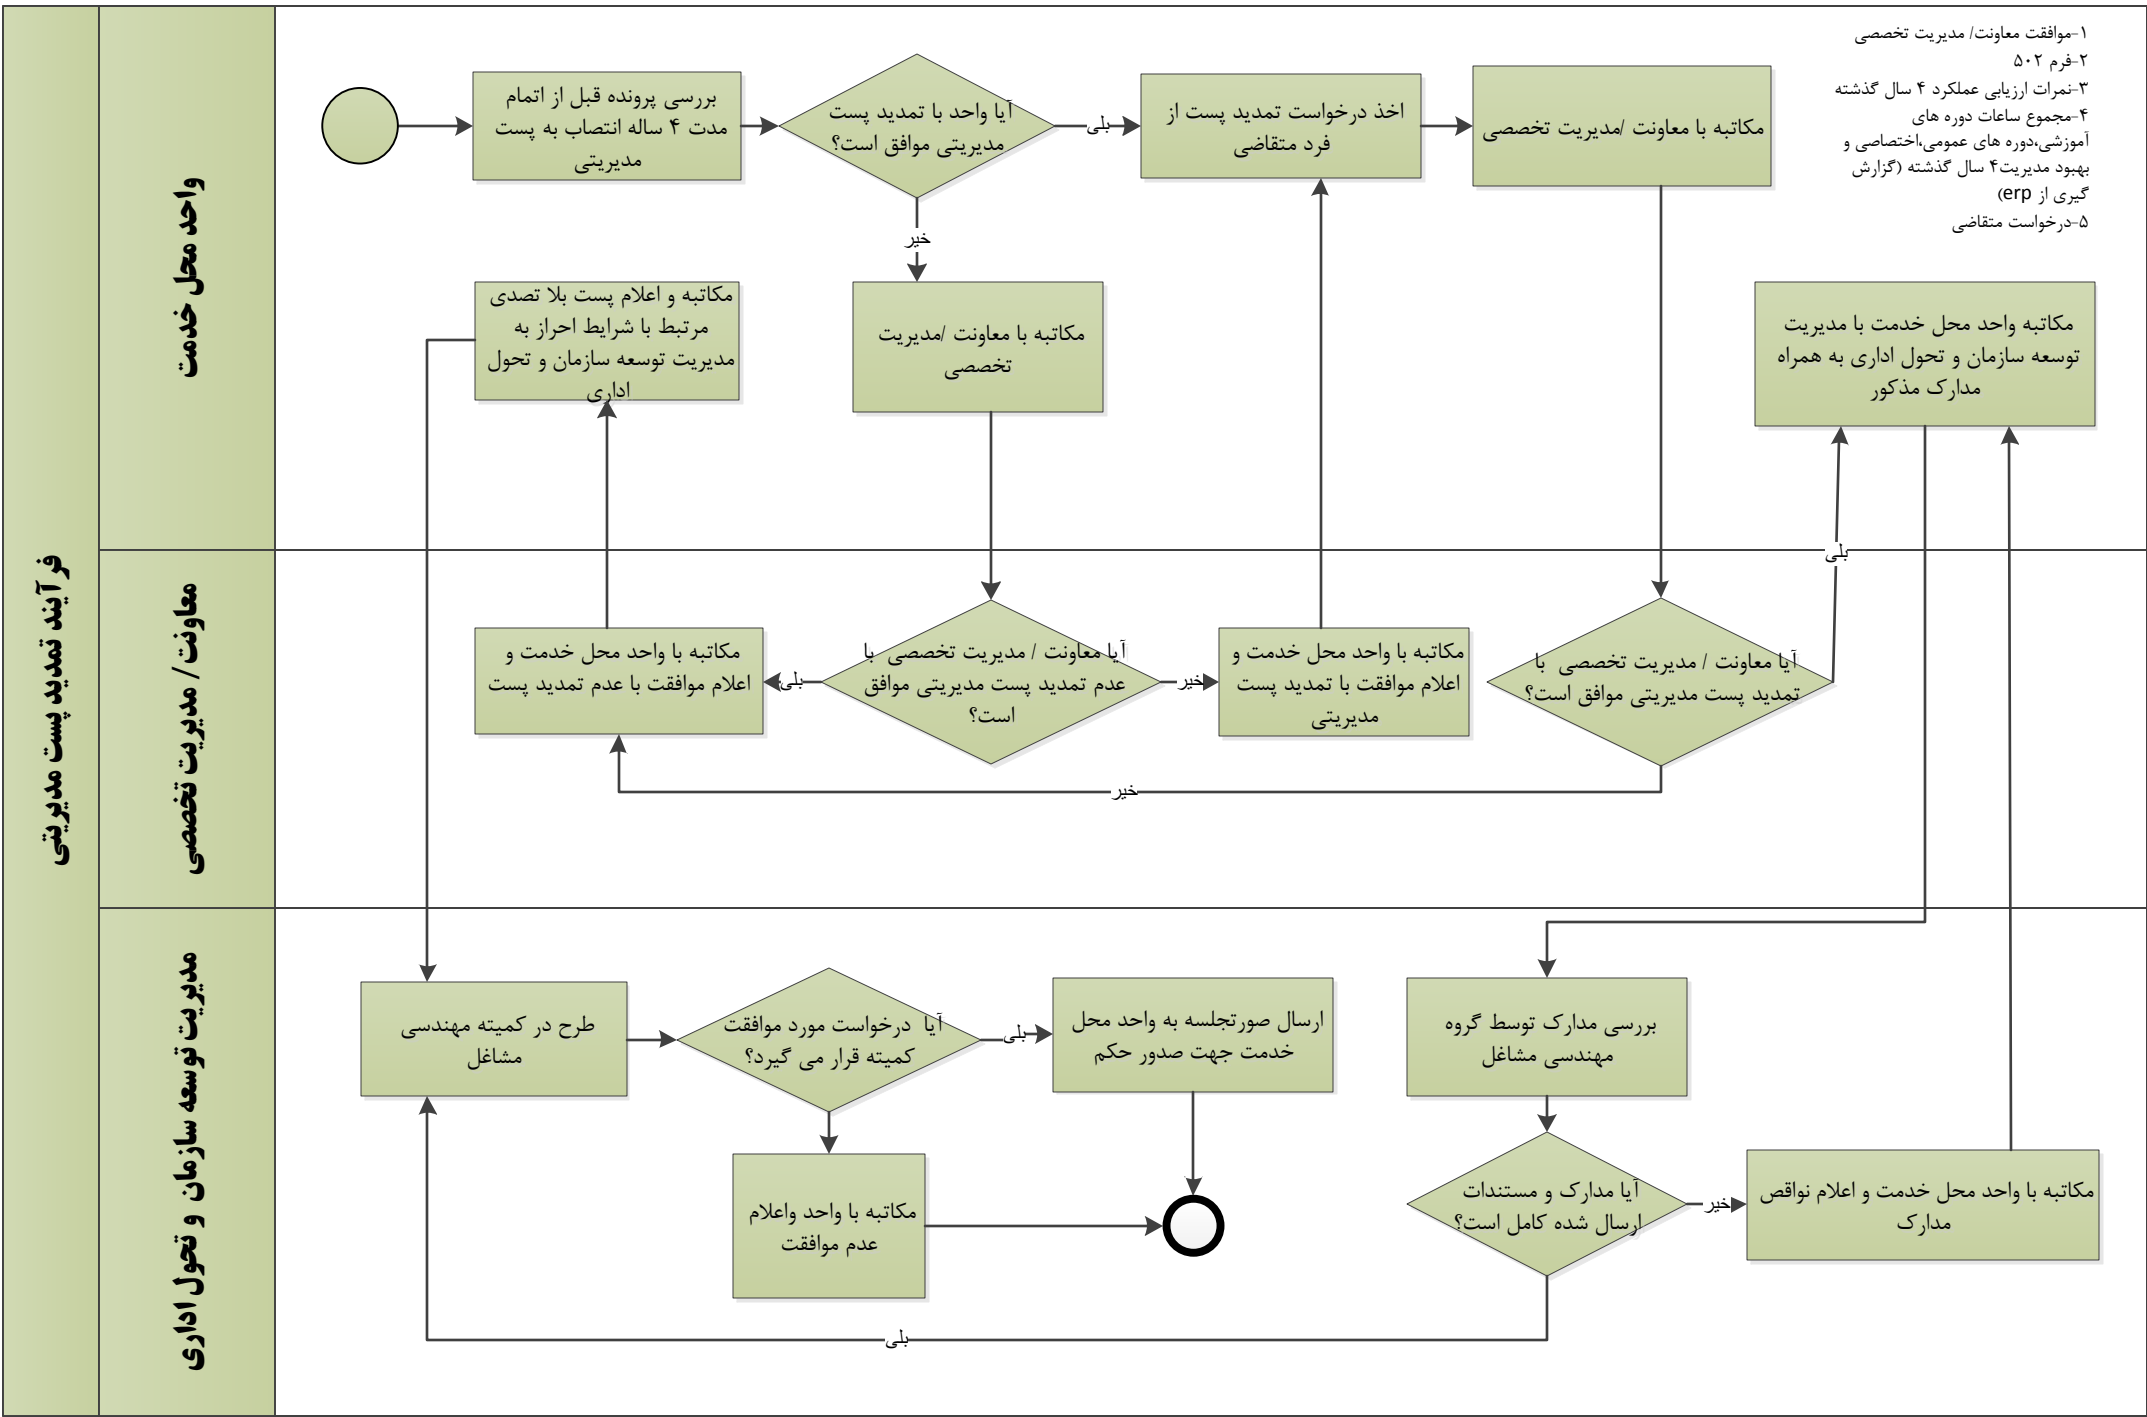 فرآیند تمدید پست مدیریتی
واحد محل خدمت
۱-موافقت معاونت/ مدیریت تخصصی
۲-فرم ۵۰۲
۳-نمرات ارزیابی عملکرد ۴ سال گذشته
۴-مجموع ساعات دوره های
آموزشی،دوره های عمومی،اختصاصی و
بهبود مدیریت۴ سال گذشته (گزارش
گیری از erp)
۵-درخواست متقاضی
بررسی پرونده قبل از اتمام
مدت ۴ ساله انتصاب به پست
مدیریتی
آیا واحد با تمدید پست
مدیریتی موافق است؟
بلی
خیر
اخذ درخواست تمدید پست از
فرد متقاضی
مکاتبه با معاونت /مدیریت تخصصی
مکاتبه و اعلام پست بلا تصدی
مرتبط با شرایط احراز به
مدیریت توسعه سازمان و تحول
اداری
مکاتبه با معاونت /مدیریت
تخصصی
مکاتبه واحد محل خدمت با مدیریت
توسعه سازمان و تحول اداری به همراه
مدارک مذکور
بلی
معاونت/ مدیریت تخصصی
مکاتبه با واحد محل خدمت و
اعلام موافقت با عدم تمدید پست
بلی
آیا معاونت / مدیریت تخصصی با
عدم تمدید پست مدیریتی موافق
است؟
خیر
مکاتبه با واحد محل خدمت و
اعلام موافقت با تمدید پست
مدیریتی
آیا معاونت / مدیریت تخصصی با
تمدید پست مدیریتی موافق است؟
خیر
مدیریت توسعه سازمان و تحول اداری
طرح در کمیته مهندسی
مشاغل
آیا درخواست مورد موافقت
کمیته قرار می گیرد؟
بلی
ارسال صورتجلسه به واحد محل
خدمت جهت صدور حکم
بررسی مدارک توسط گروه
مهندسی مشاغل
مکاتبه با واحد واعلام
عدم موافقت
آیا مدارک و مستندات
ارسال شده کامل است؟
خیر
مکاتبه با واحد محل خدمت و اعلام نواقص
مدارک
بلی